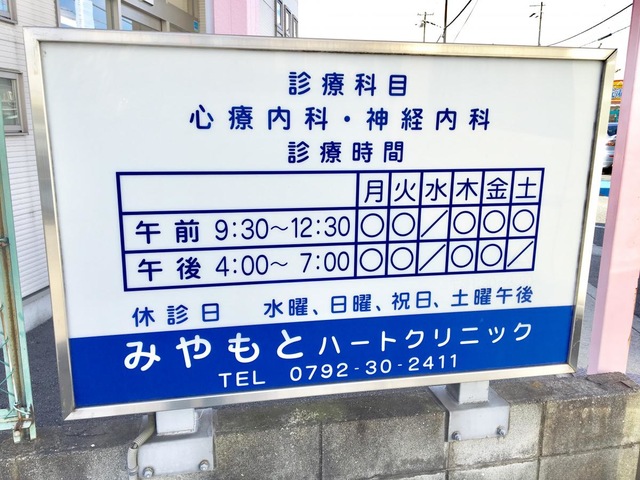 診療科目
心療内科・神経内科
診療時間
月 火 水 木 金 土
午前 9:30～12:30 ○ ○ ／ ○ ○ ○
午後 4:00～ 7:00 ○ ○ ／ ○ ○ ／
休診日 水曜、日曜、祝日、土曜午後
みやもとハートクリニック
TEL 0792-30-2411